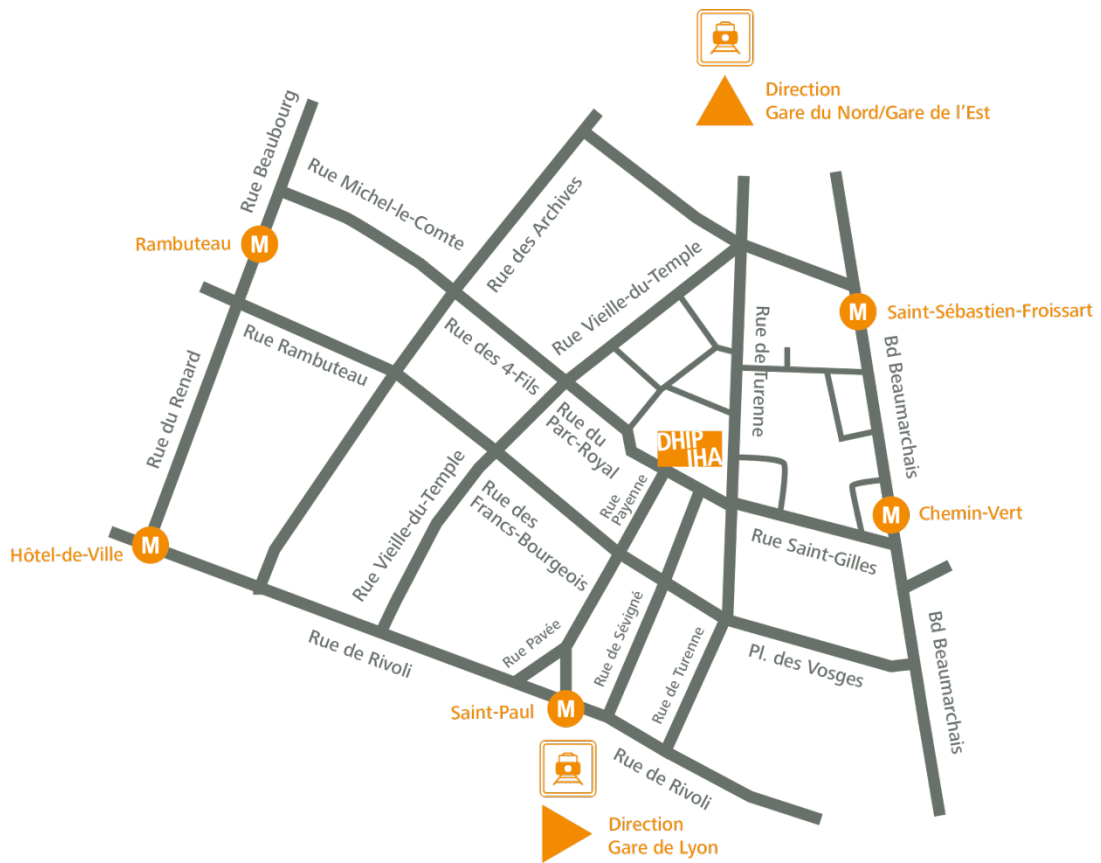 Direction
Gare du Nord/Gare de l'Est
Rue Beaubourg
Rue Michel-le-Comte
Rue des Archives
Rambuteau
M
Rue Vieille-du-Temple
M
Saint-Sébastien-Froissart
Rue Rambuteau
Rue des 4-Fils
Rue de Turenne
Bd Beaumarchais
Rue du Renard
Rue du
Parc-Royal
DHIP
IHA
Rue
Payenne
Rue Vieille-du-Temple
Rue des
Francs-Bourgeois
M
Chemin-Vert
Rue Saint-Gilles
Hôtel-de-Ville
M
Rue de Rivoli
Rue Pavée
Rue de Sévigné
Rue de Turenne
Pl. des Vosges
Bd Beaumarchais
Saint-Paul
M
Rue de Rivoli
Direction
Gare de Lyon